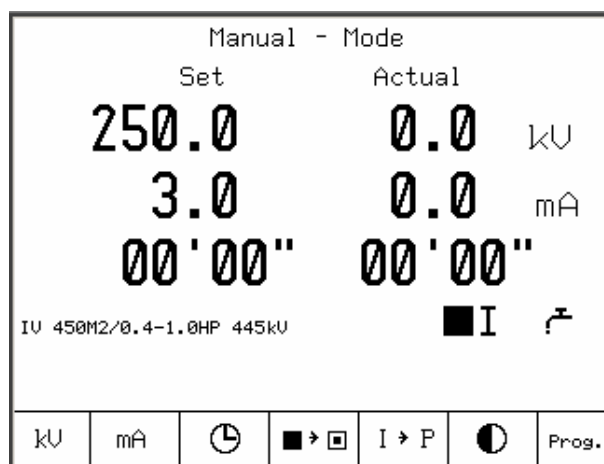 Manual - Mode
Set Actual
250.0 0.0 kV
3.0 0.0 mA
00'00" 00'00"
IV 450M2/0.4-1.0HP 445kV I
kV mA I → P Prog.